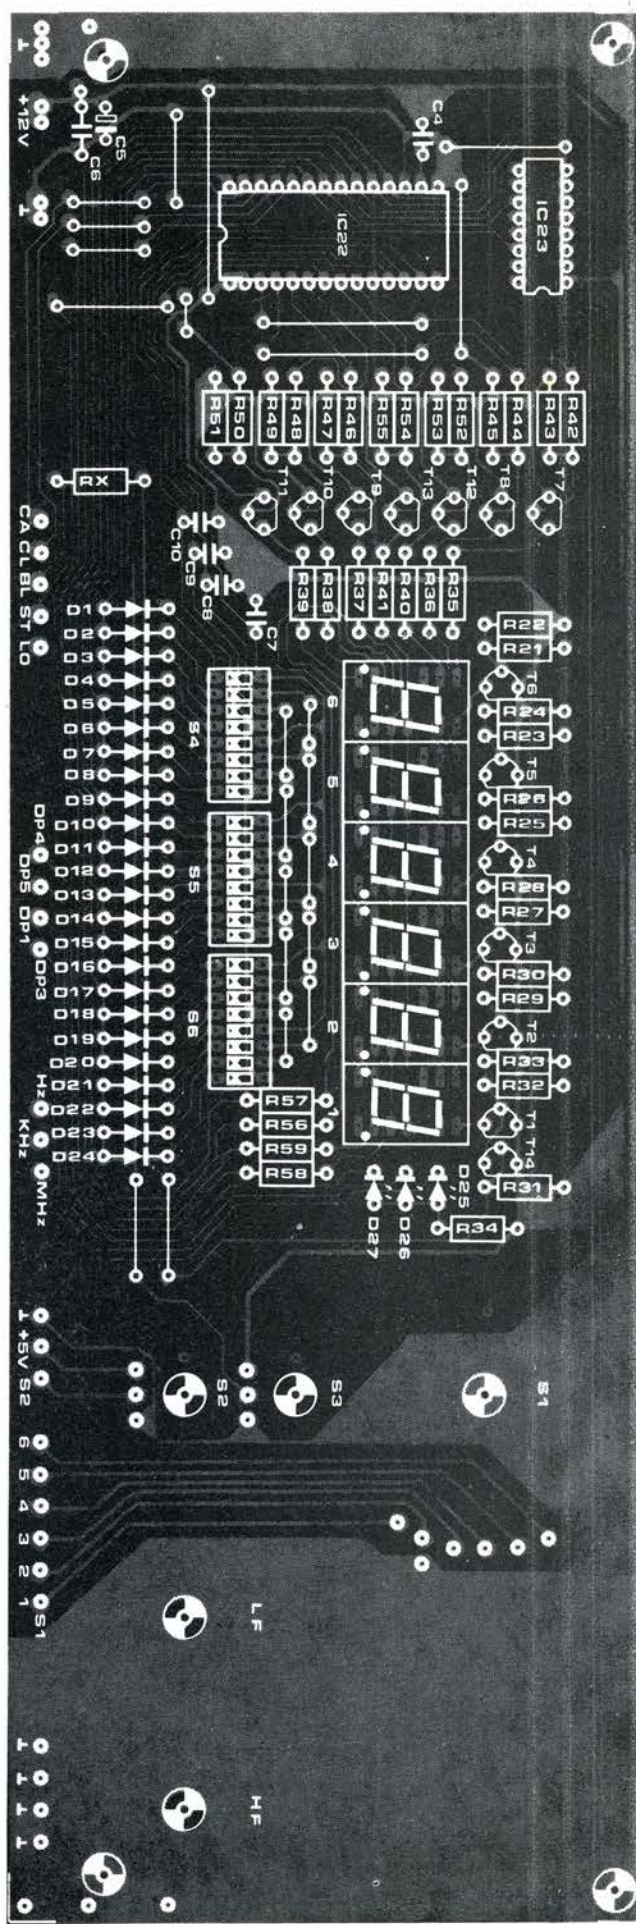 ⊥
+12V
⊥
C6
C5
C4
IC22
IC23
R51
R50
R49
R48
R47
R46
R55
R54
R53
R52
R45
R44
R43
R42
T11
T10
T9
T13
T12
T8
T7
RX
CA
CL
BL
ST
LO
C10
C9
C8
C7
R39
R38
R37
R41
R40
R36
R35
D1
D2
D3
D4
D5
D6
D7
D8
D9
D10
D11
D12
D13
D14
D15
D16
D17
D18
D19
D20
D21
D22
D23
D24
DP4
DP5
DP1
DP3
Hz
KHz
MHz
S4
S5
S6
6
5
4
3
2
1
R22
R21
T6
R24
R23
T5
R26
R25
T4
R28
R27
T3
R30
R29
T2
R33
R32
T1
T14
R31
R57
R56
R59
R58
D27
D26
D25
R34
⊥
+5V
S2
S2
S3
S1
6
5
4
3
2
1
S1
LF
HF
⊥
⊥
⊥
⊥